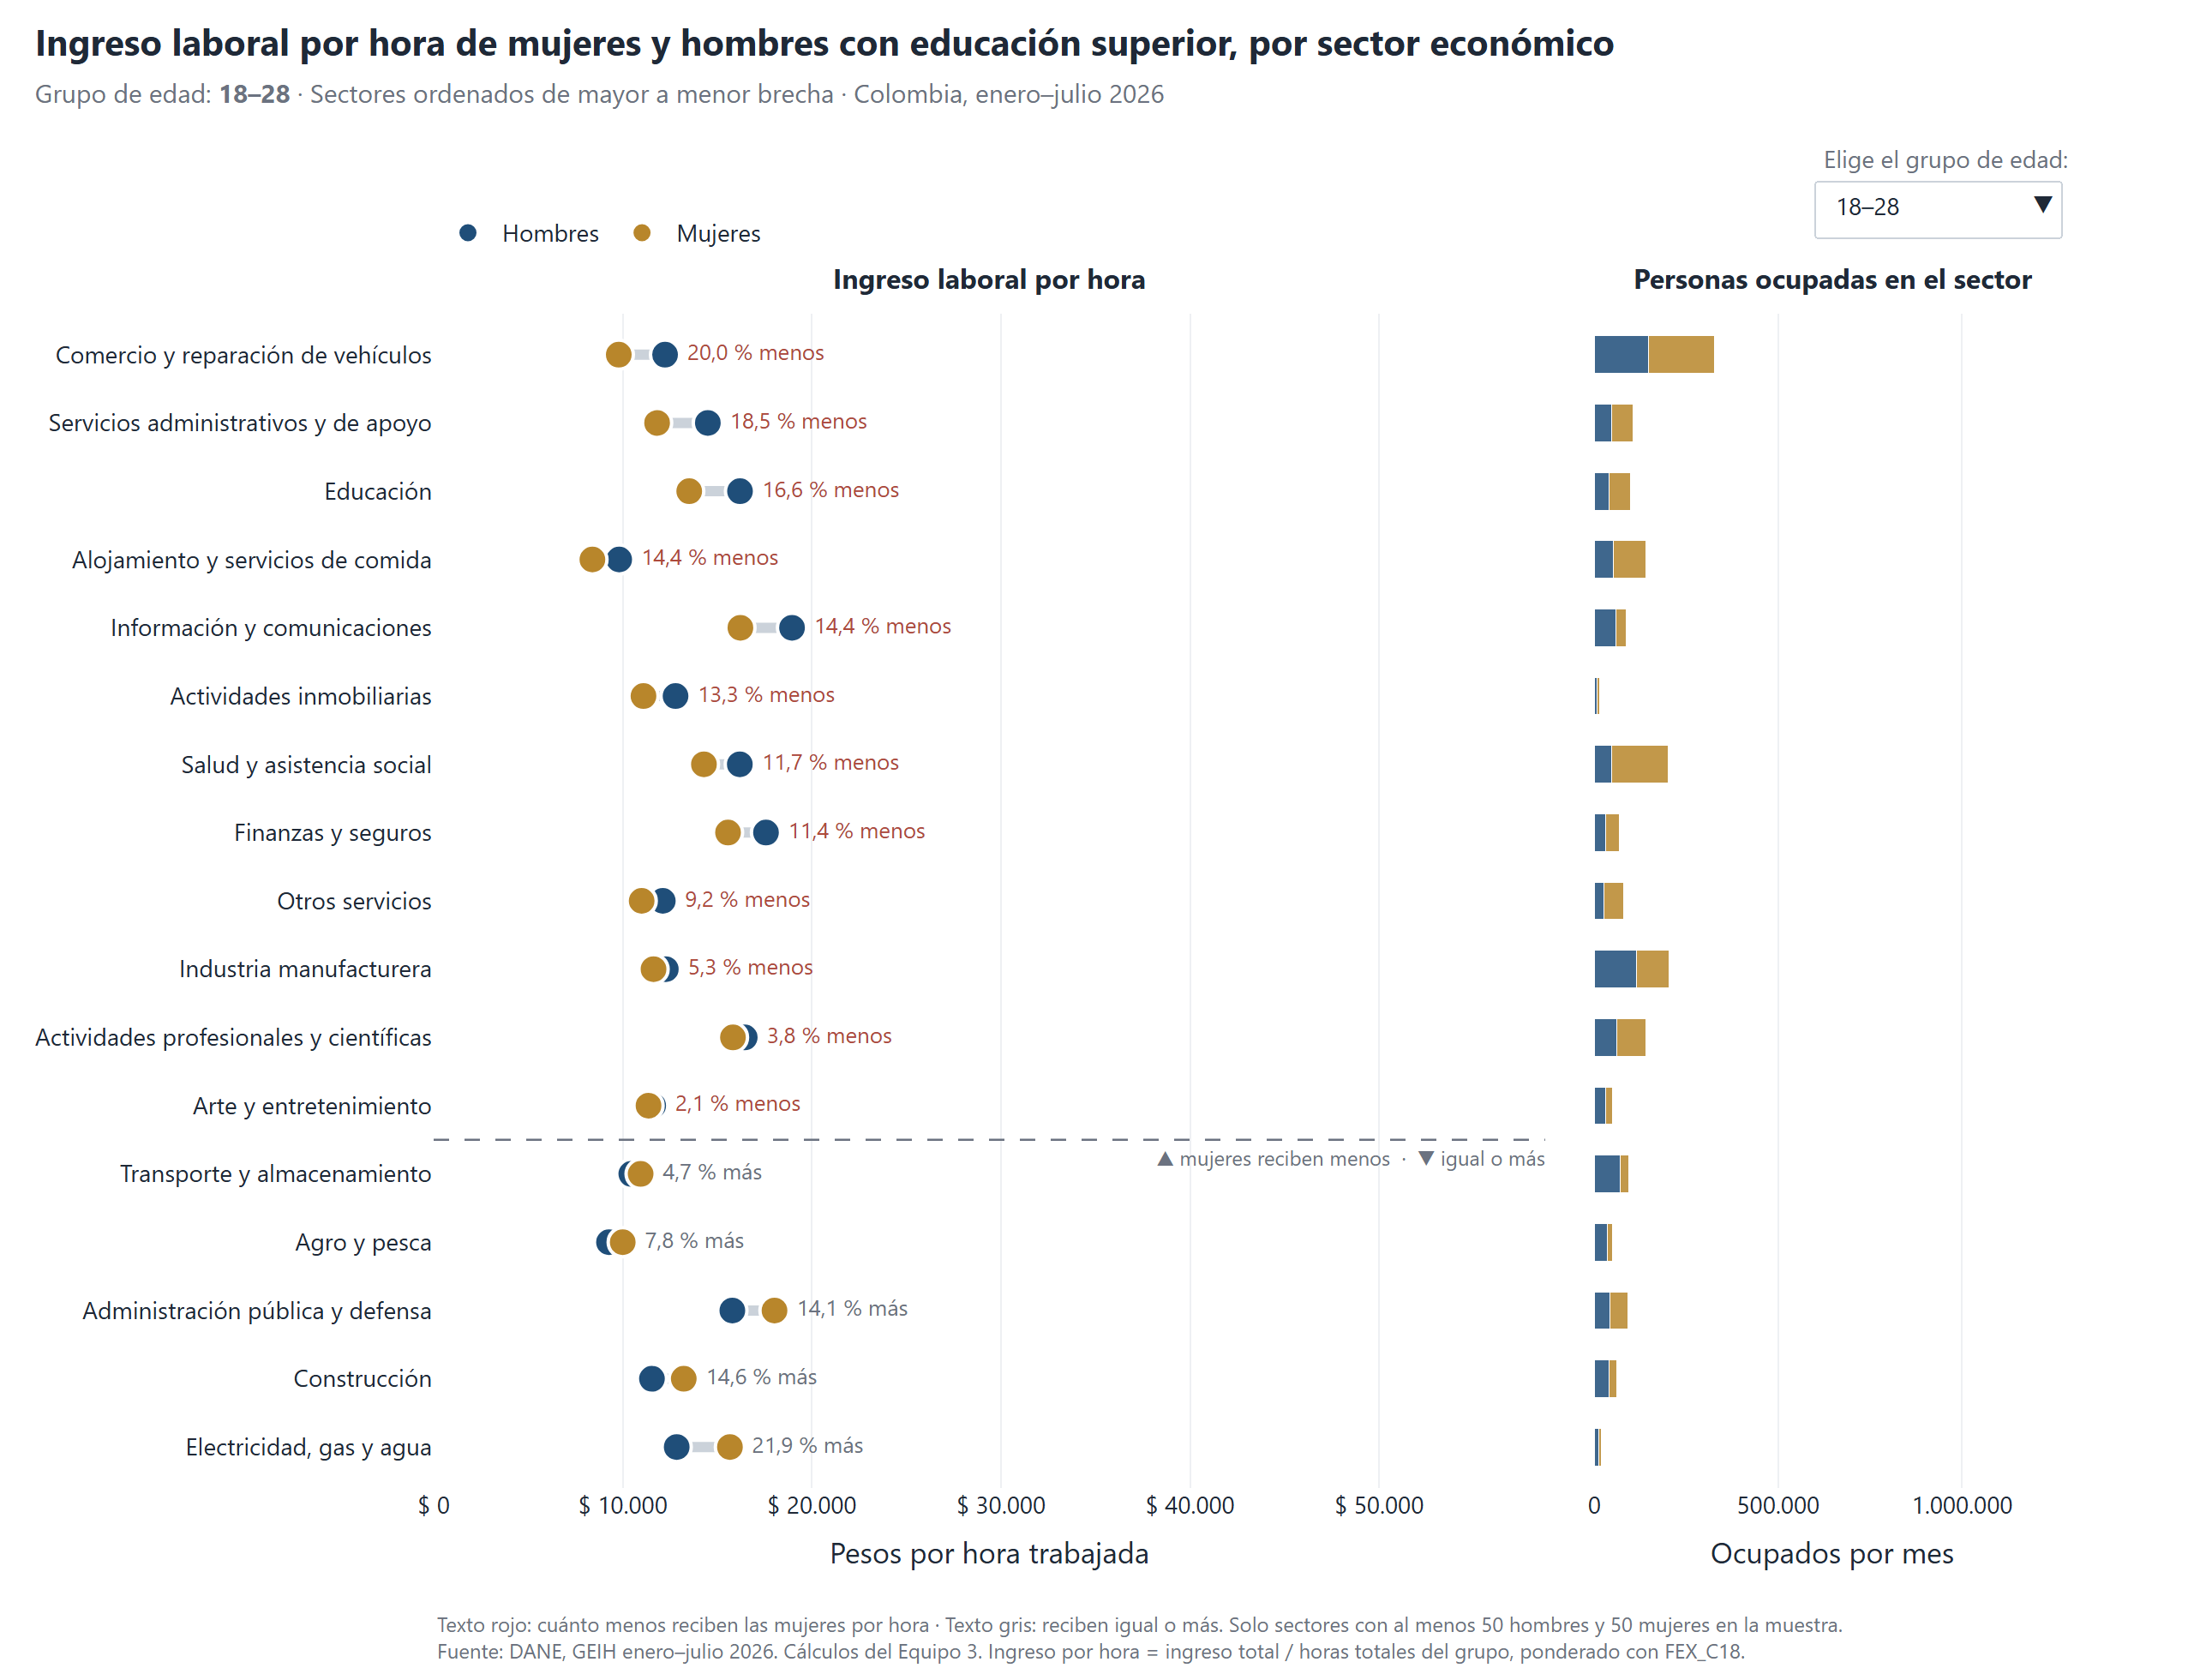 Ingreso laboral por hora de mujeres y hombres con educación superior, por sector económico
Grupo de edad: 18–28 · Sectores ordenados de mayor a menor brecha · Colombia, enero–julio 2026
Elige el grupo de edad:
18–28 ▼
Hombres Mujeres
Ingreso laboral por hora
Personas ocupadas en el sector
Comercio y reparación de vehículos 20,0 % menos
Servicios administrativos y de apoyo 18,5 % menos
Educación 16,6 % menos
Alojamiento y servicios de comida 14,4 % menos
Información y comunicaciones 14,4 % menos
Actividades inmobiliarias 13,3 % menos
Salud y asistencia social 11,7 % menos
Finanzas y seguros 11,4 % menos
Otros servicios 9,2 % menos
Industria manufacturera 5,3 % menos
Actividades profesionales y científicas 3,8 % menos
Arte y entretenimiento 2,1 % menos
▲ mujeres reciben menos · ▼ igual o más
Transporte y almacenamiento 4,7 % más
Agro y pesca 7,8 % más
Administración pública y defensa 14,1 % más
Construcción 14,6 % más
Electricidad, gas y agua 21,9 % más
$ 0 $ 10.000 $ 20.000 $ 30.000 $ 40.000 $ 50.000
0 500.000 1.000.000
Pesos por hora trabajada
Ocupados por mes
Texto rojo: cuánto menos reciben las mujeres por hora · Texto gris: reciben igual o más. Solo sectores con al menos 50 hombres y 50 mujeres en la muestra.
Fuente: DANE, GEIH enero–julio 2026. Cálculos del Equipo 3. Ingreso por hora = ingreso total / horas totales del grupo, ponderado con FEX_C18.